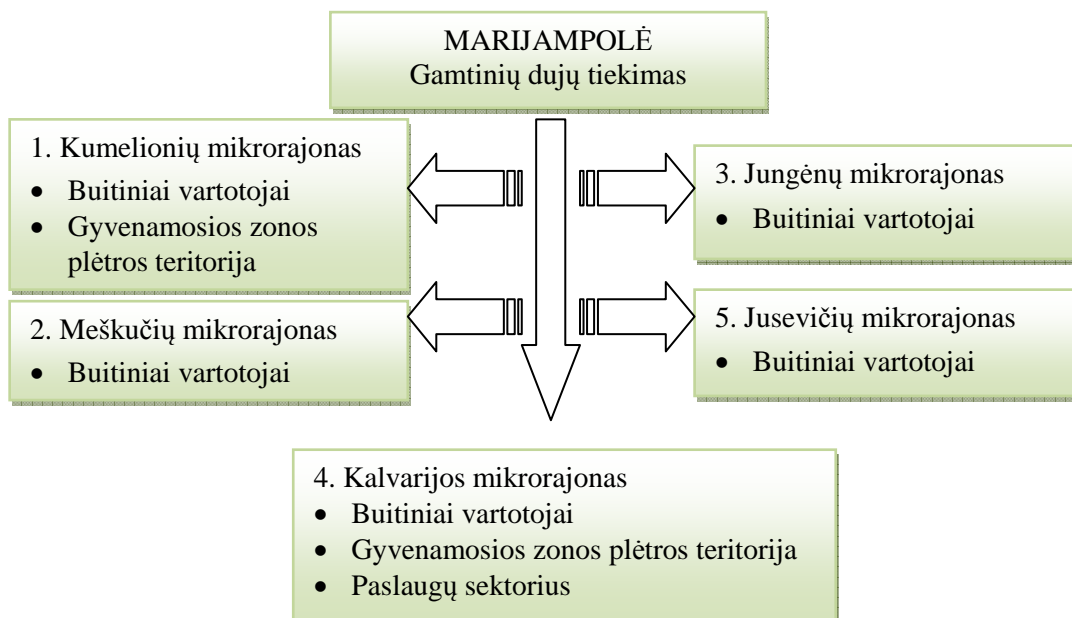 MARIJAMPOLĖ
Gamtinių dujų tiekimas
1. Kumelionių mikrorajonas
• Buitiniai vartotojai
• Gyvenamosios zonos
plėtros teritorija
2. Meškučių mikrorajonas
• Buitiniai vartotojai
3. Jungėnų mikrorajonas
• Buitiniai vartotojai
5. Jusevičių mikrorajonas
• Buitiniai vartotojai
4. Kalvarijos mikrorajonas
• Buitiniai vartotojai
• Gyvenamosios zonos plėtros teritorija
• Paslaugų sektorius